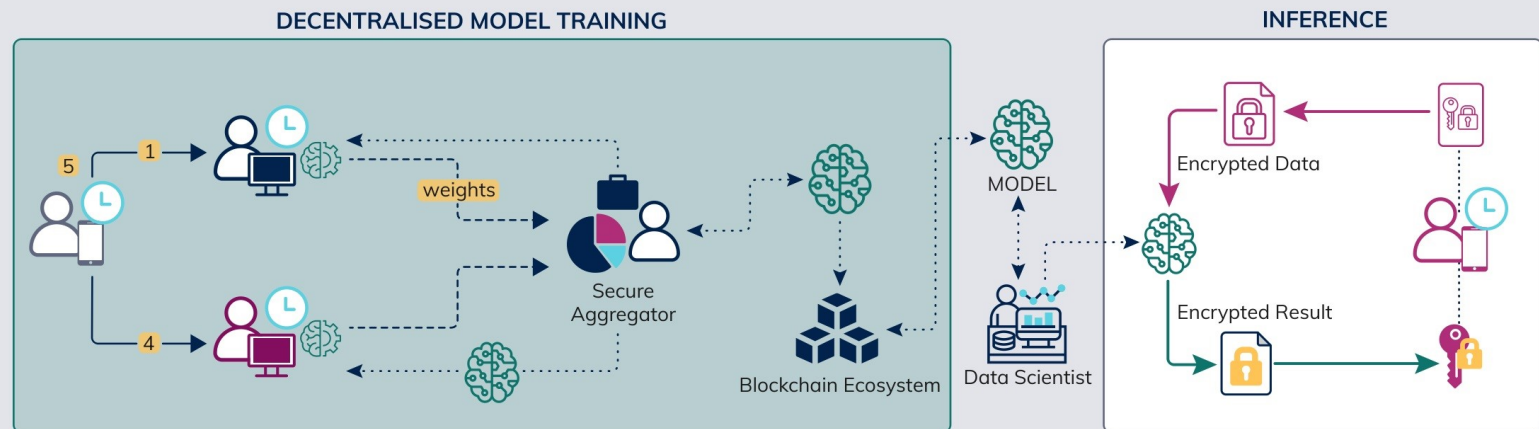 DECENTRALISED MODEL TRAINING
INFERENCE
5
1
weights
4
Secure
Aggregator
Blockchain Ecosystem
MODEL
Data Scientist
Encrypted Data
Encrypted Result